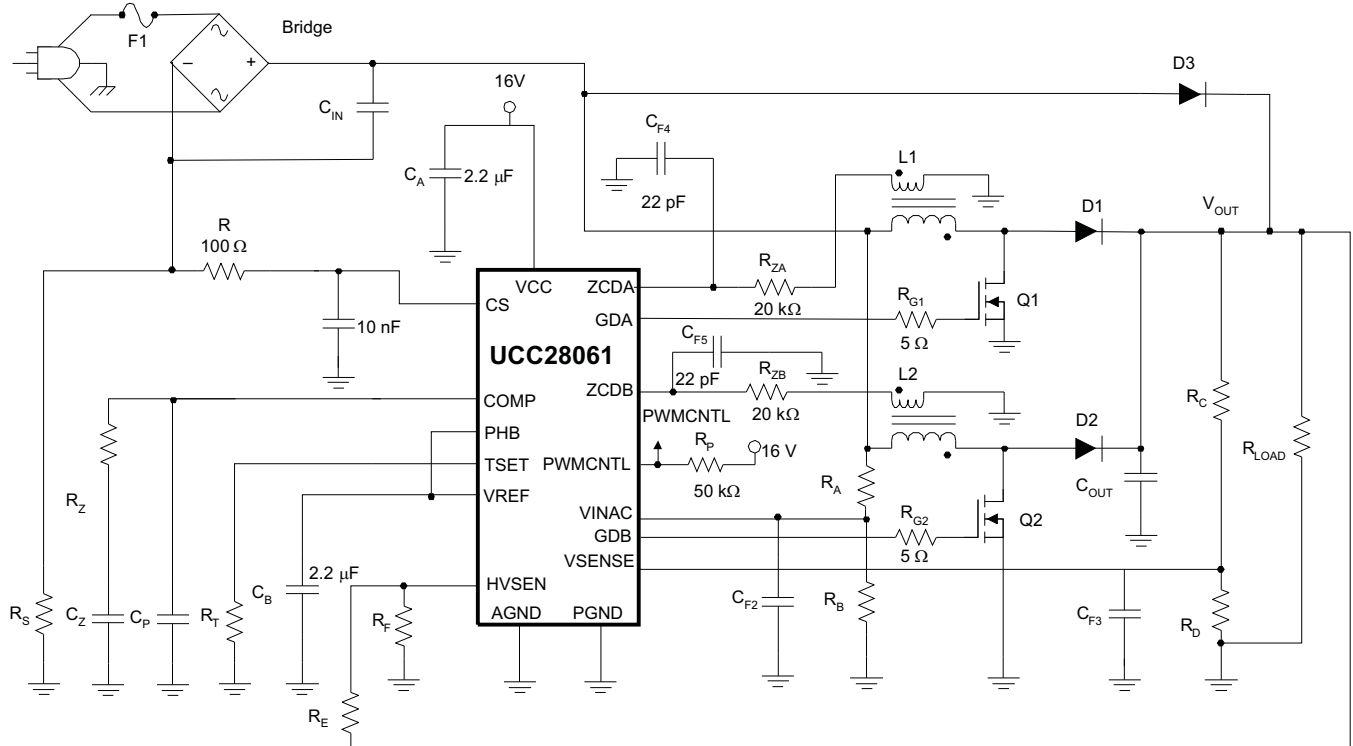 F1
Bridge
~
− +
~
C_IN
16V
C_A
2.2 µF
C_F4
22 pF
L1
D3
D1
V_OUT
R
100 Ω
10 nF
CS
VCC
ZCDA
GDA
UCC28061
ZCDB
COMP
PHB
TSET
VREF
PWMCNTL
VINAC
GDB
VSENSE
HVSEN
AGND
PGND
R_ZA
20 kΩ
R_G1
5 Ω
Q1
C_F5
22 pF
R_ZB
20 kΩ
L2
PWMCNTL
R_P
50 kΩ
16 V
D2
R_C
R_LOAD
C_OUT
R_A
R_G2
5 Ω
Q2
R_Z
C_B
2.2 µF
R_S
C_Z
C_P
R_T
R_F
C_F2
R_B
C_F3
R_D
R_E